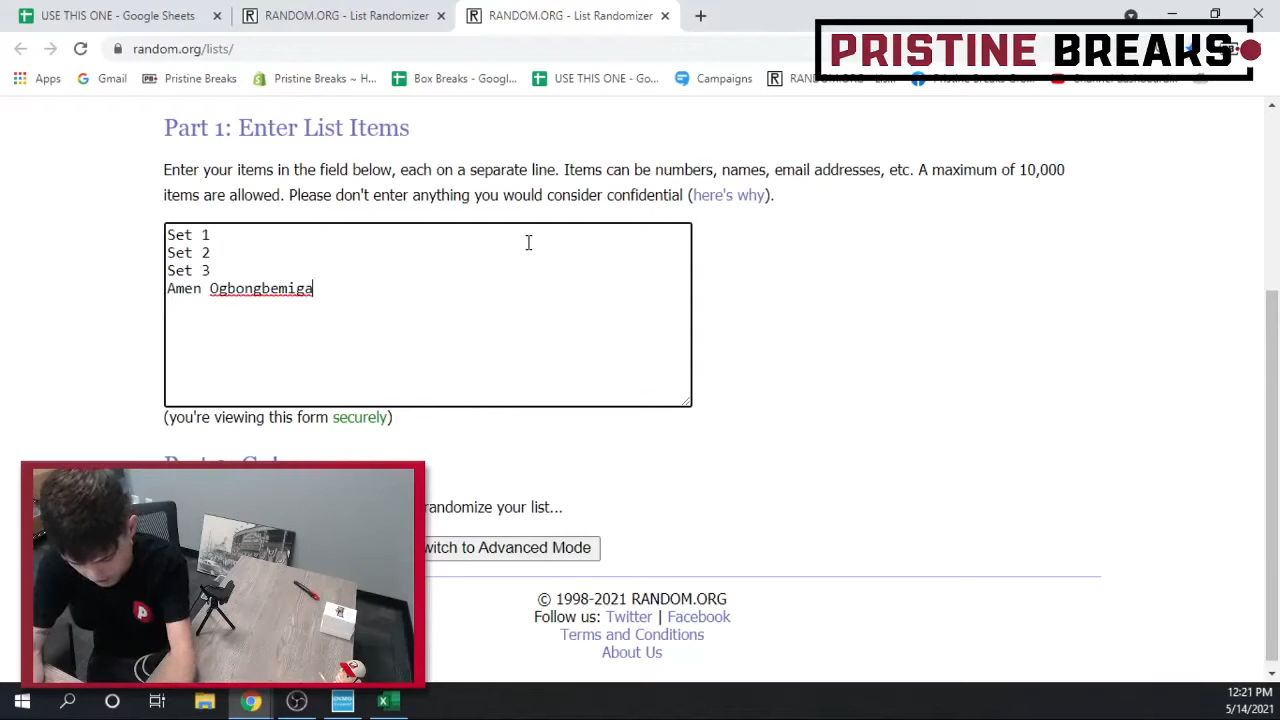 USE THIS ONE - Google Sheets
RANDOM.ORG - List Randomizer
RANDOM.ORG - List Randomizer
random.org/lists/
PRISTINE BREAKS
Apps
Gmail
Pristine Breaks
Pristine Breaks ~ H...
Box Breaks - Googl...
USE THIS ONE - Go...
Campaigns
Part 1: Enter List Items
Enter your items in the field below, each on a separate line. Items can be numbers, names, email addresses, etc. A maximum of 10,000
items are allowed. Please don't enter anything you would consider confidential (here's why).
Set 1
Set 2
Set 3
Amen Ogbongbemiga
(you're viewing this form securely)
randomize your list...
witch to Advanced Mode
© 1998-2021 RANDOM.ORG
Follow us: Twitter | Facebook
Terms and Conditions
About Us
12:21 PM
5/14/2021